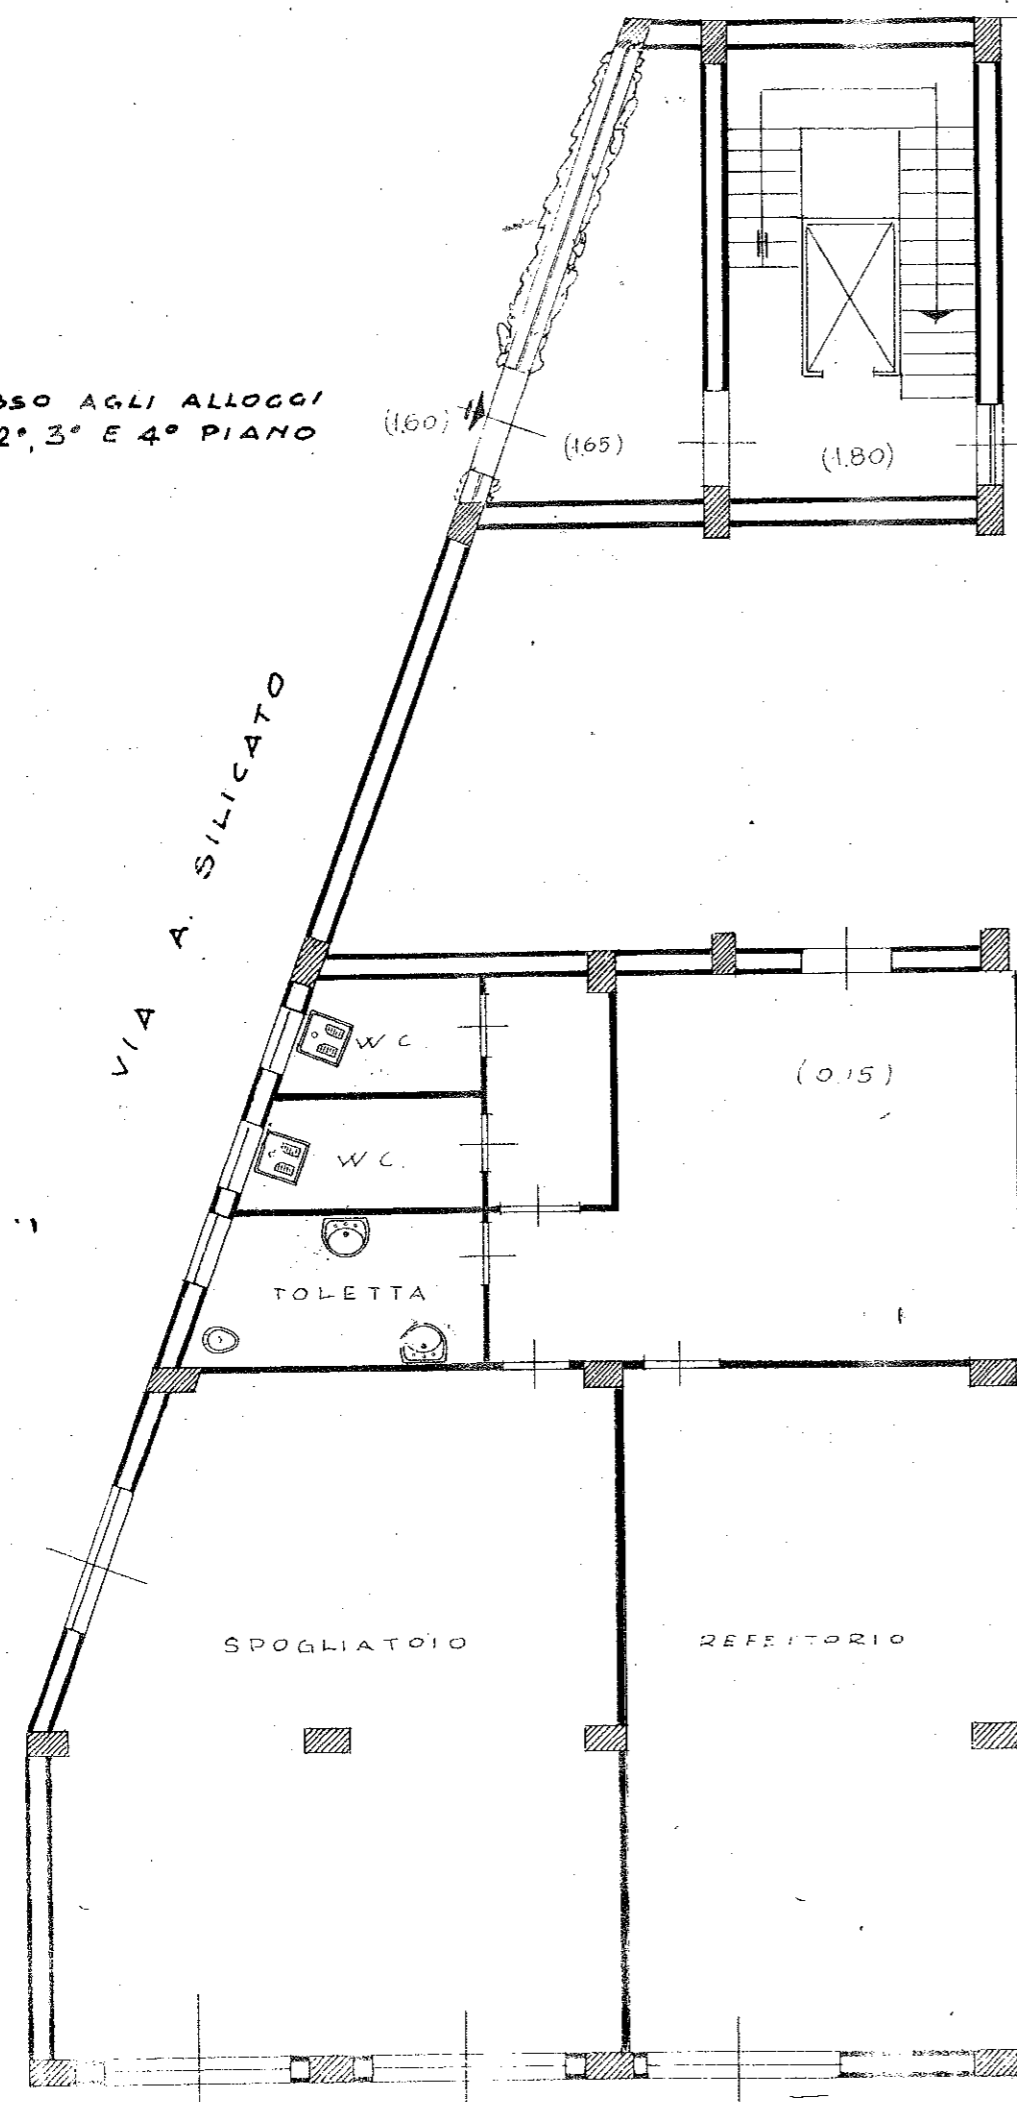 AGLI ALLOGGI
2°, 3° E 4° PIANO
(1.60)
(1.65)
(1.80)
VIA A. SILICATO
W C.
(0.15)
W C.
TOLETTA
SPOGLIATOIO
REFETTORIO